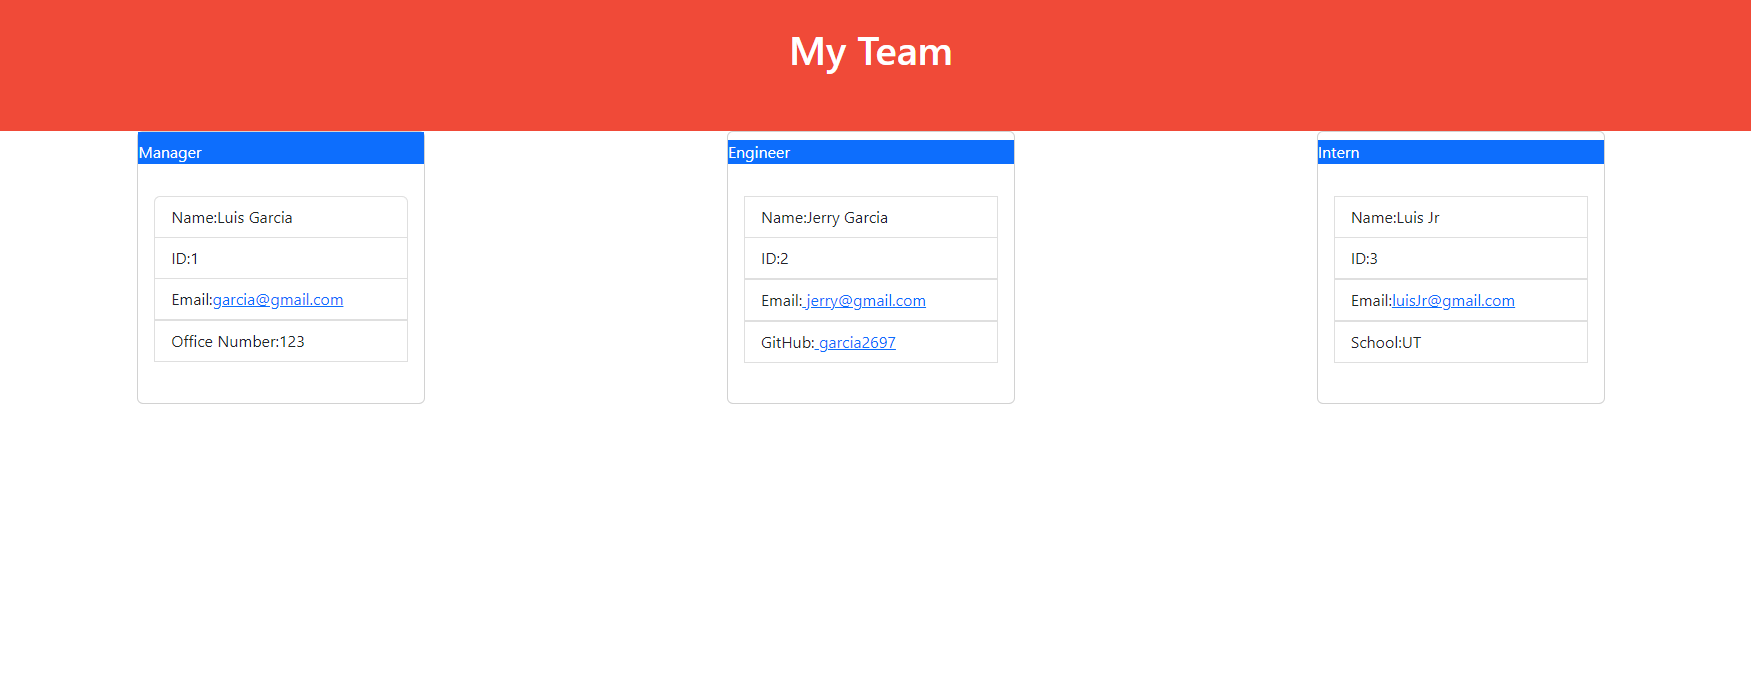 My Team
Manager
Name:Luis Garcia
ID:1
Email:garcia@gmail.com
Office Number:123
Engineer
Name:Jerry Garcia
ID:2
Email: jerry@gmail.com
GitHub: garcia2697
Intern
Name:Luis Jr
ID:3
Email:luisJr@gmail.com
School:UT